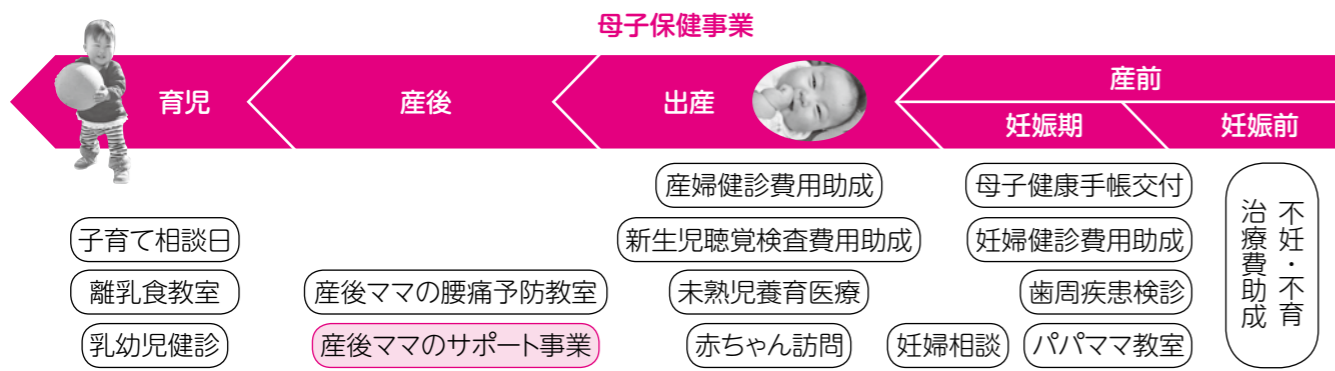 母子保健事業
産前
妊娠前
妊娠期
出産
産後
育児
不妊・不育
治療費助成
母子健康手帳交付
妊婦健診費用助成
歯周疾患検診
パパママ教室
妊婦相談
産婦健診費用助成
新生児聴覚検査費用助成
未熟児養育医療
赤ちゃん訪問
産後ママの腰痛予防教室
産後ママのサポート事業
子育て相談日
離乳食教室
乳幼児健診